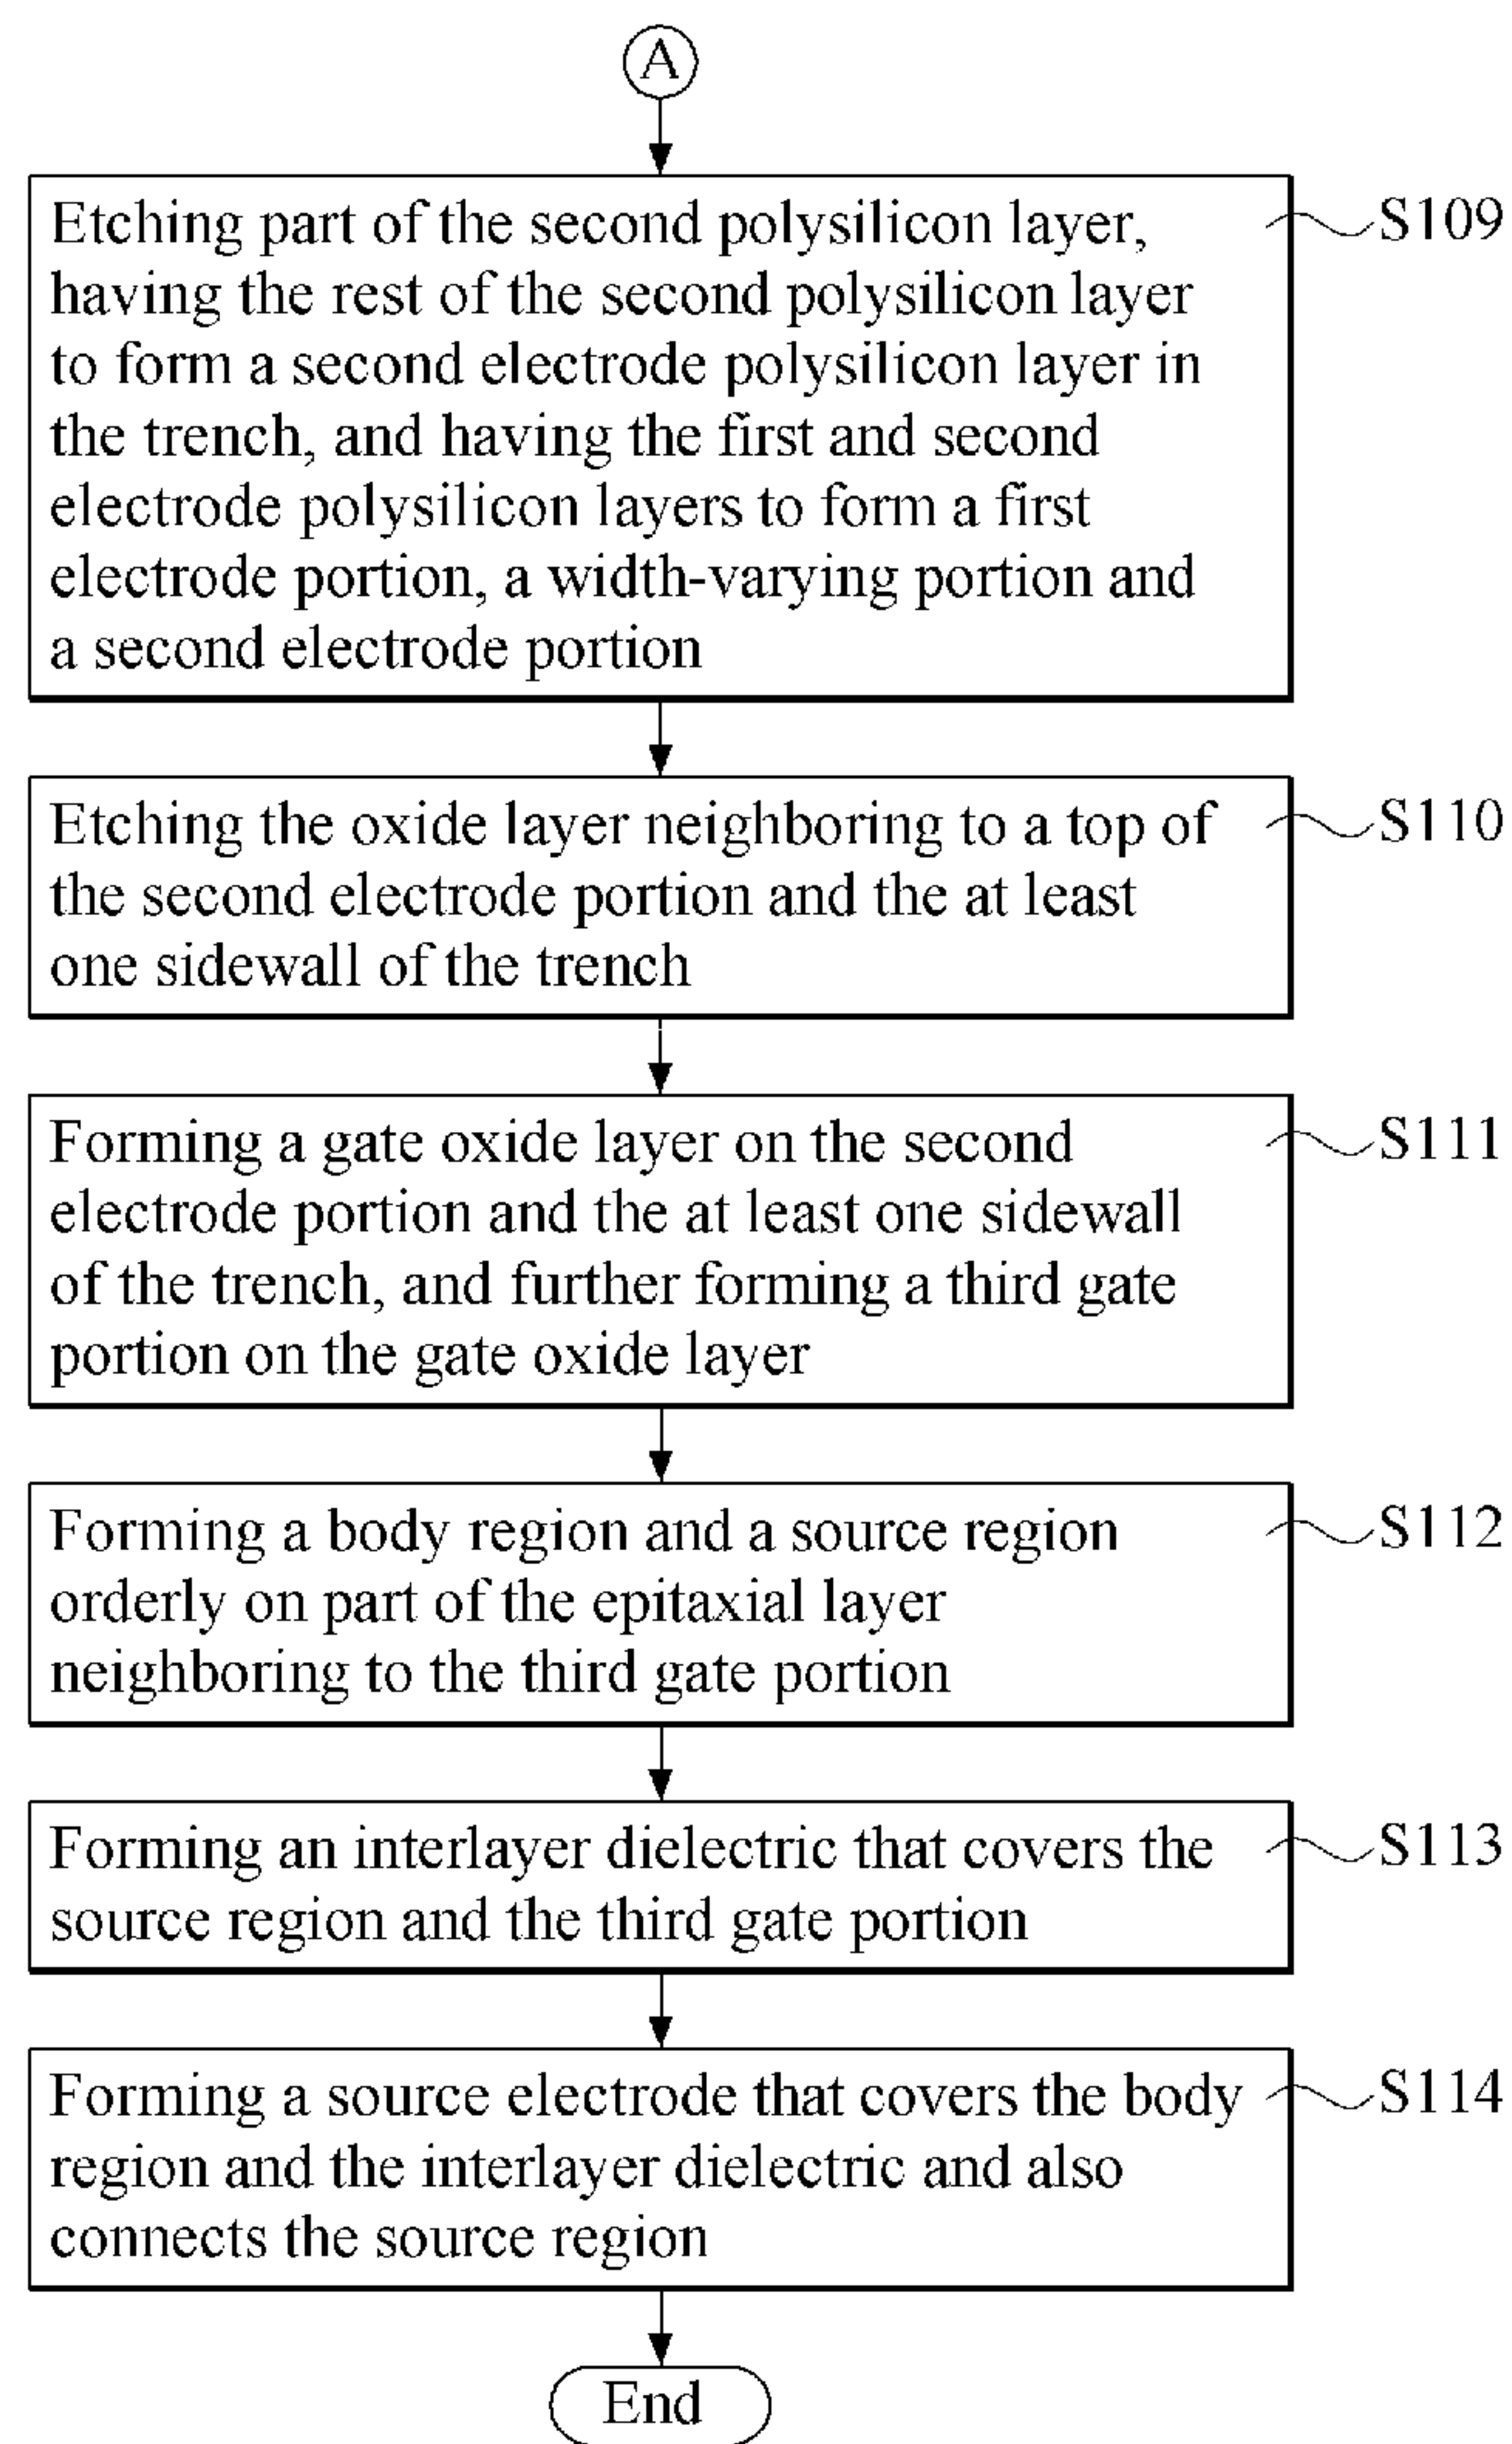 A
Etching part of the second polysilicon layer,
having the rest of the second polysilicon layer
to form a second electrode polysilicon layer in
the trench, and having the first and second
electrode polysilicon layers to form a first
electrode portion, a width-varying portion and
a second electrode portion
S109
Etching the oxide layer neighboring to a top of
the second electrode portion and the at least
one sidewall of the trench
S110
Forming a gate oxide layer on the second
electrode portion and the at least one sidewall
of the trench, and further forming a third gate
portion on the gate oxide layer
S111
Forming a body region and a source region
orderly on part of the epitaxial layer
neighboring to the third gate portion
S112
Forming an interlayer dielectric that covers the
source region and the third gate portion
S113
Forming a source electrode that covers the body
region and the interlayer dielectric and also
connects the source region
S114
End